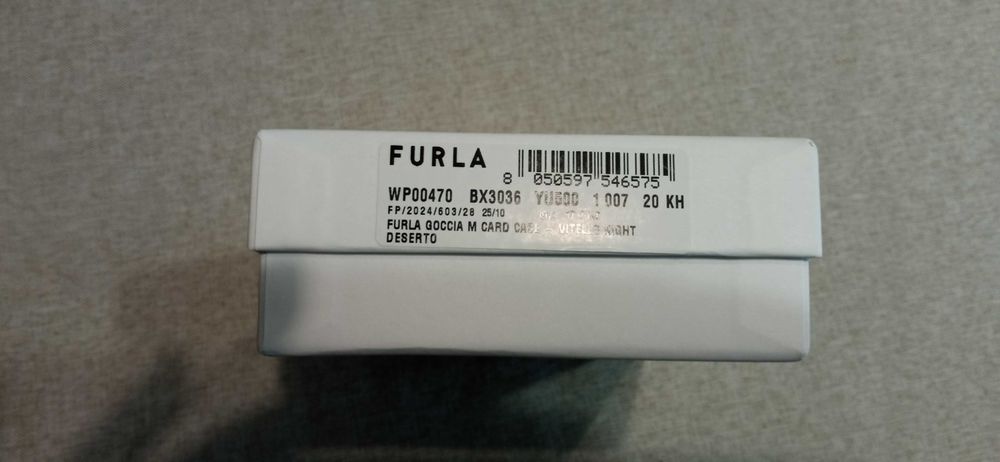 FURLA
8 050597 546575
WP00470 BX3036 1 007 20 KH
FP/2024/603/28 25/10
FURLA GOCCIA M CARD CASE
DESERTO